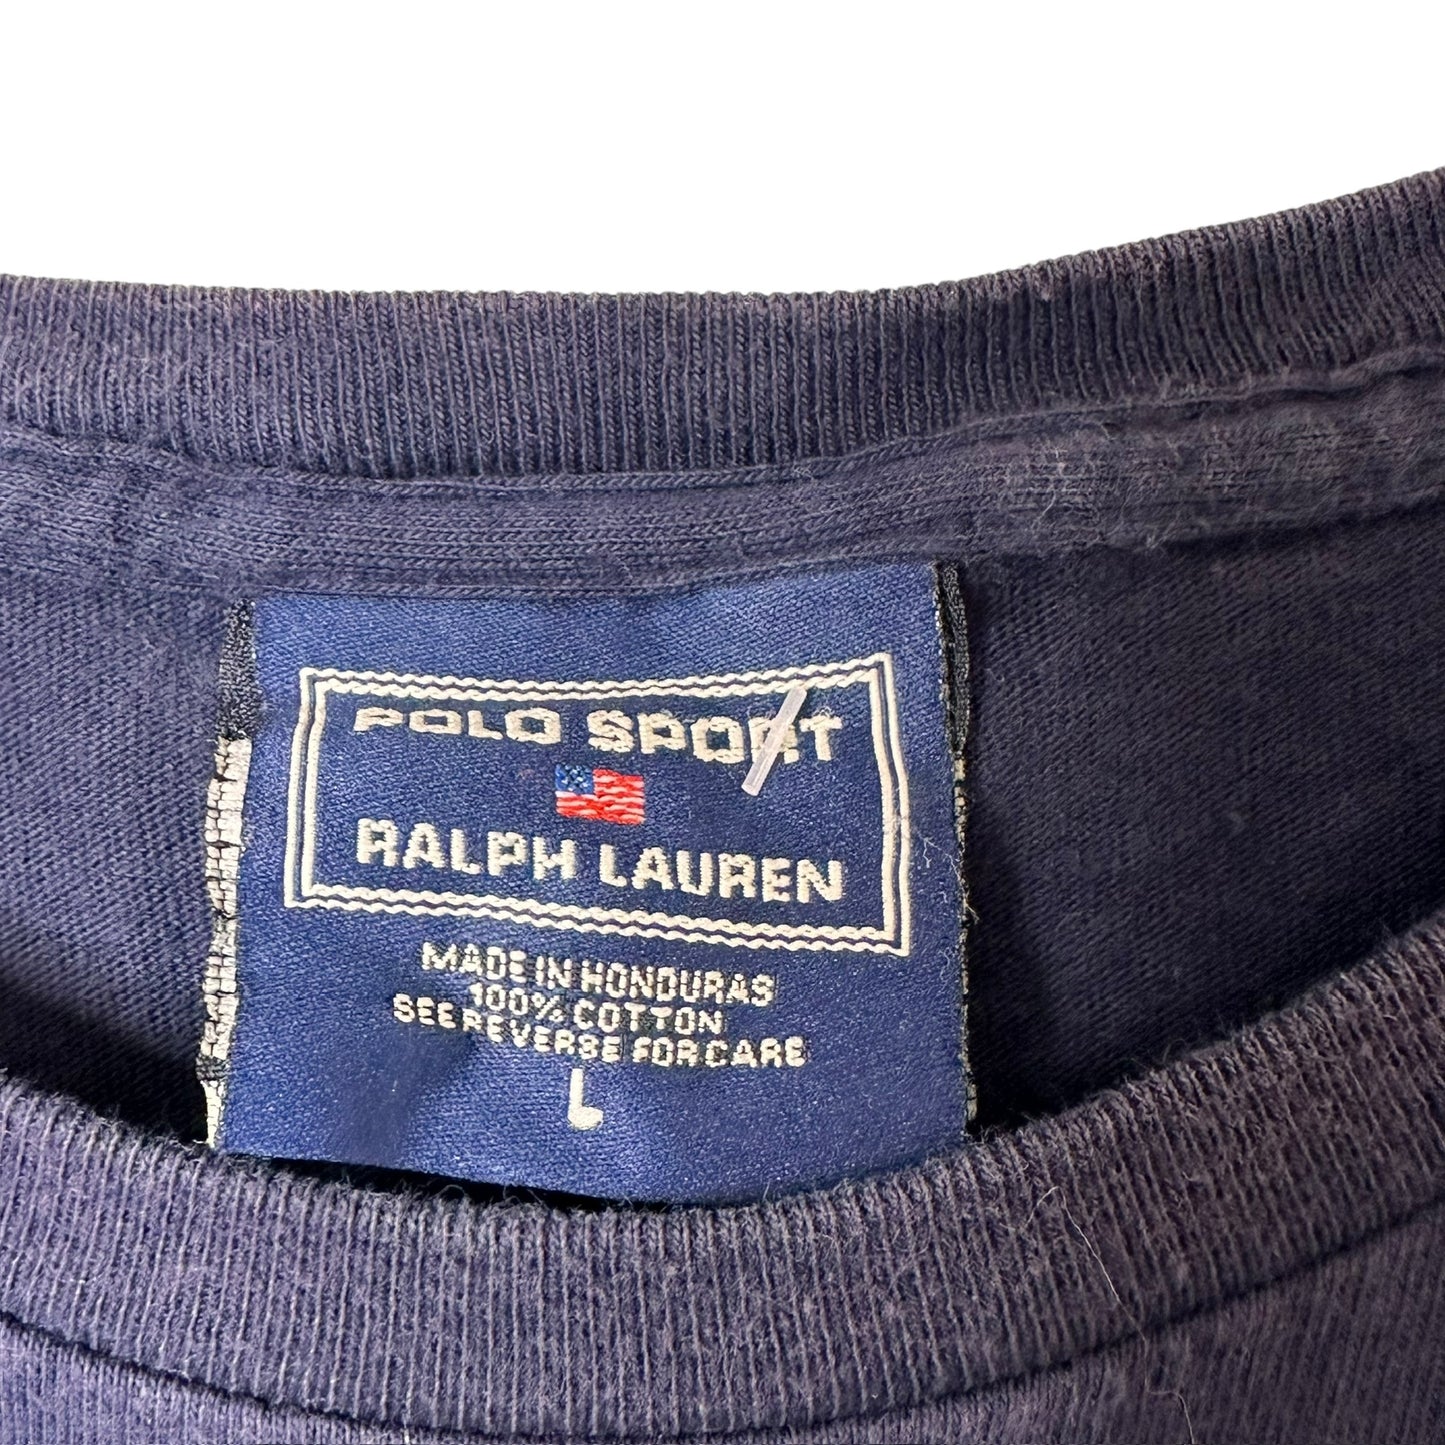 POLO SPORT
RALPH LAUREN
MADE IN HONDURAS
100% COTTON
SEE REVERSE FOR CARE
L